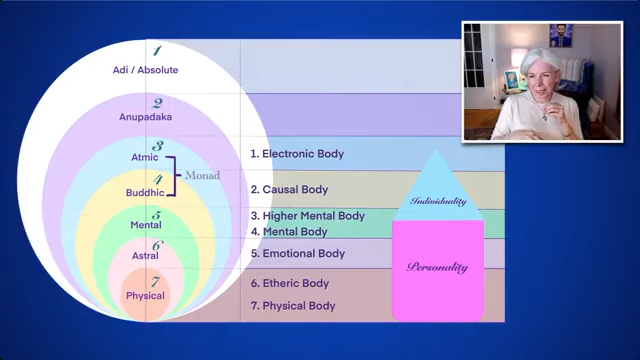 1
Adi / Absolute
2
Anupadaka
3
Atmic
4
Buddhic
Monad
5
Mental
6
Astral
7
Physical
1. Electronic Body
2. Causal Body
3. Higher Mental Body
4. Mental Body
5. Emotional Body
6. Etheric Body
7. Physical Body
Individuality
Personality